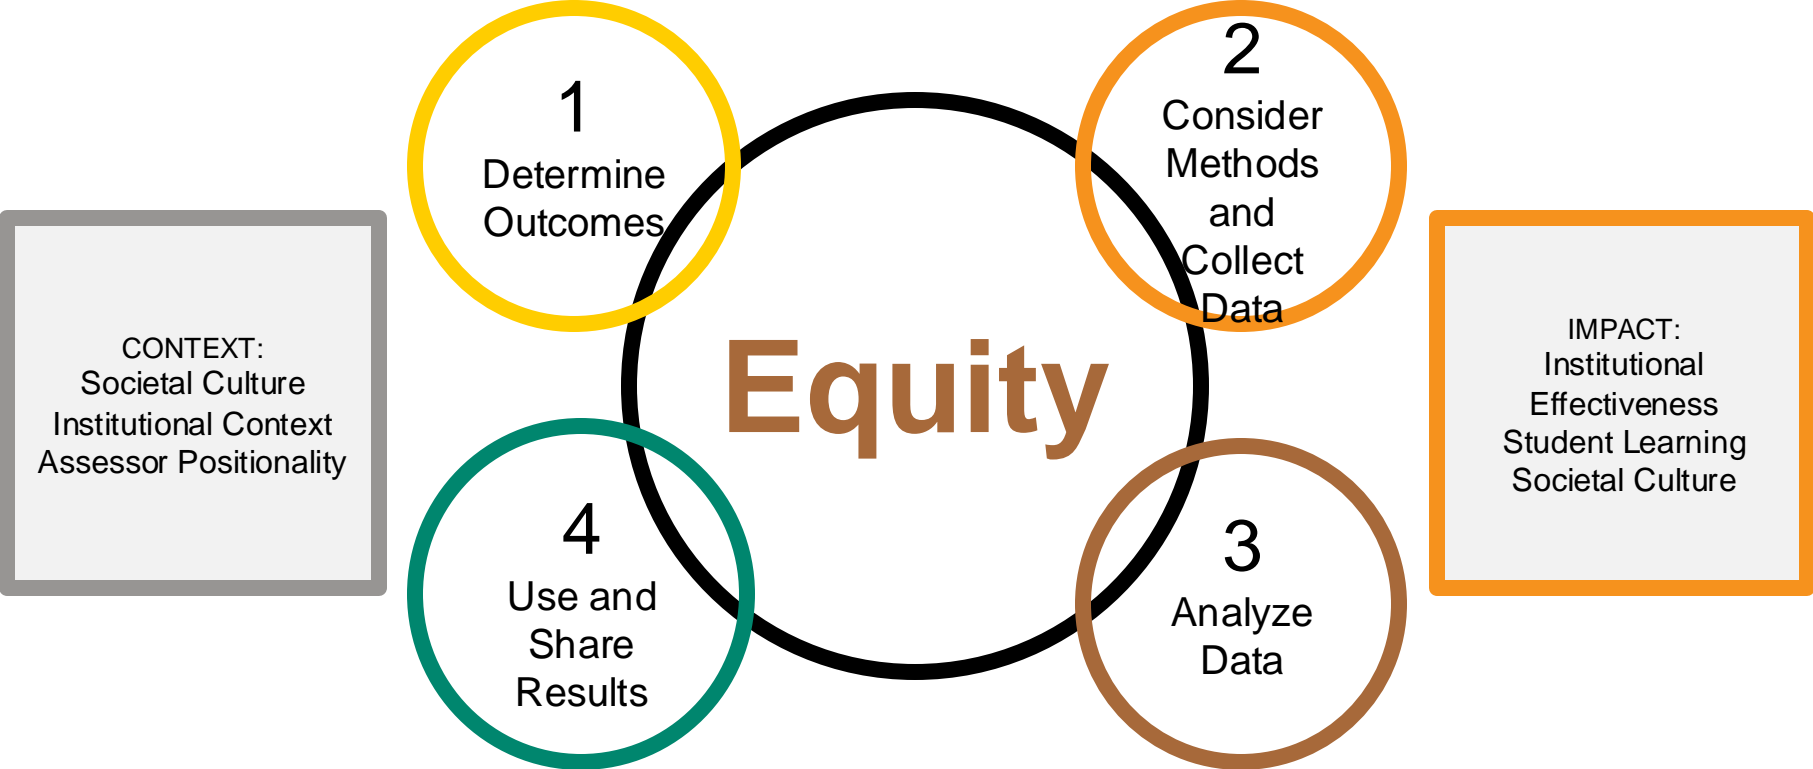 CONTEXT:
Societal Culture
Institutional Context
Assessor Positionality
1
Determine
Outcomes
2
Consider
Methods
and
Collect
Data
Equity
4
Use and
Share
Results
3
Analyze
Data
IMPACT:
Institutional
Effectiveness
Student Learning
Societal Culture